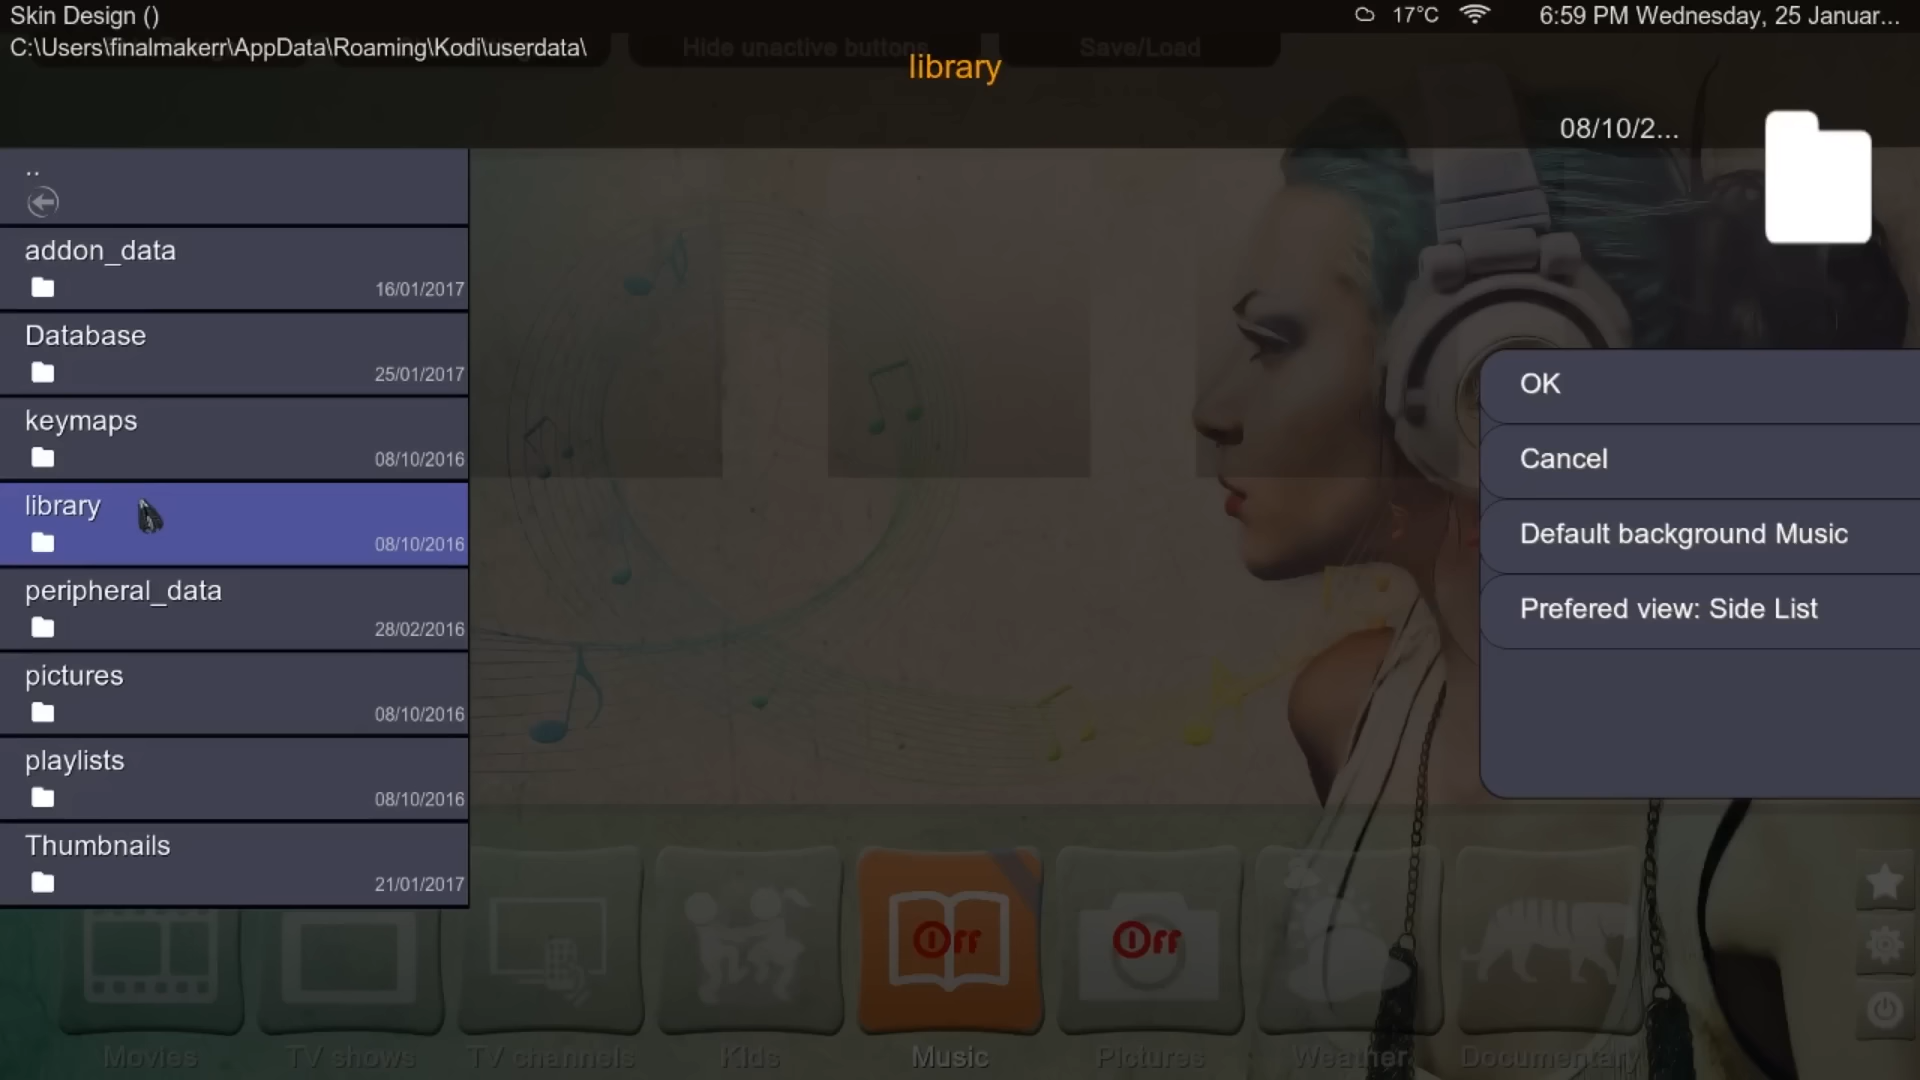 Skin Design ()
17°C
6:59 PM Wednesday, 25 Januar...
C:\Users\finalmakerr\AppData\Roaming\Kodi\userdata\
Hide unactive buttons
Save/Load
library
08/10/2...
..
addon_data
16/01/2017
Database
25/01/2017
keymaps
08/10/2016
library
08/10/2016
peripheral_data
28/02/2016
pictures
08/10/2016
playlists
08/10/2016
Thumbnails
21/01/2017
OK
Cancel
Default background Music
Prefered view: Side List
Off
Off
Movies
TV shows
TV channels
Kids
Music
Pictures
Weather
Documentary